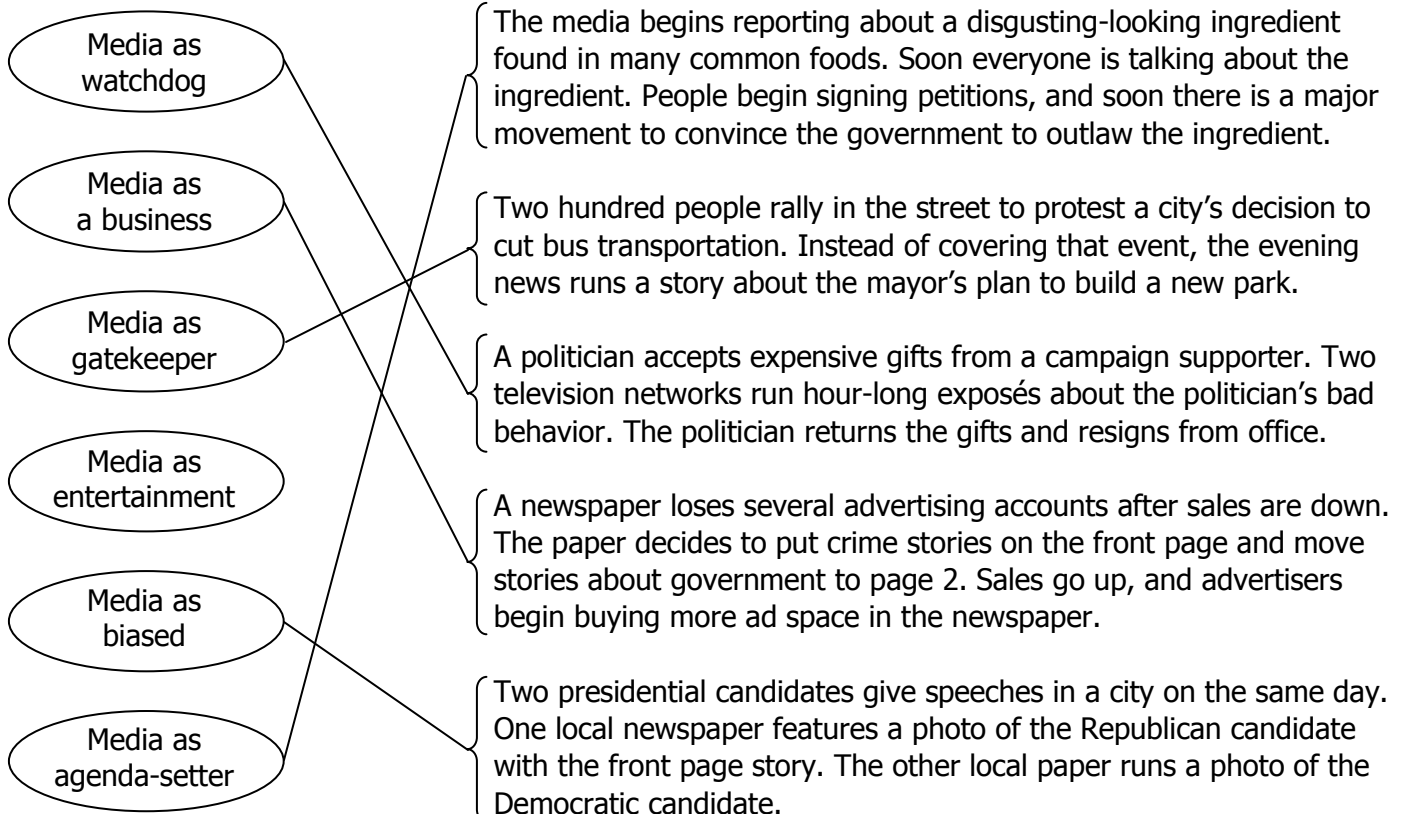 Media as
watchdog
Media as
a business
Media as
gatekeeper
Media as
entertainment
Media as
biased
Media as
agenda-setter
The media begins reporting about a disgusting-looking ingredient
found in many common foods. Soon everyone is talking about the
ingredient. People begin signing petitions, and soon there is a major
movement to convince the government to outlaw the ingredient.
Two hundred people rally in the street to protest a city’s decision to
cut bus transportation. Instead of covering that event, the evening
news runs a story about the mayor’s plan to build a new park.
A politician accepts expensive gifts from a campaign supporter. Two
television networks run hour-long exposés about the politician’s bad
behavior. The politician returns the gifts and resigns from office.
A newspaper loses several advertising accounts after sales are down.
The paper decides to put crime stories on the front page and move
stories about government to page 2. Sales go up, and advertisers
begin buying more ad space in the newspaper.
Two presidential candidates give speeches in a city on the same day.
One local newspaper features a photo of the Republican candidate
with the front page story. The other local paper runs a photo of the
Democratic candidate.